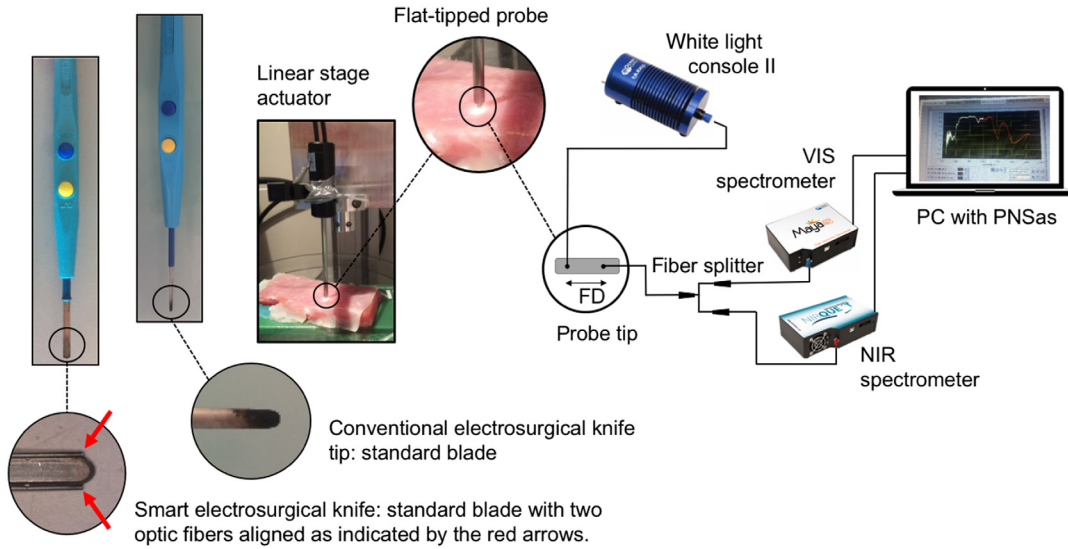 Flat-tipped probe
Linear stage
actuator
White light
console II
VIS
spectrometer
PC with PNSas
Maya
Fiber splitter
FD
Probe tip
NIRQUEST
NIR
spectrometer
Conventional electrosurgical knife
tip: standard blade
Smart electrosurgical knife: standard blade with two
optic fibers aligned as indicated by the red arrows.